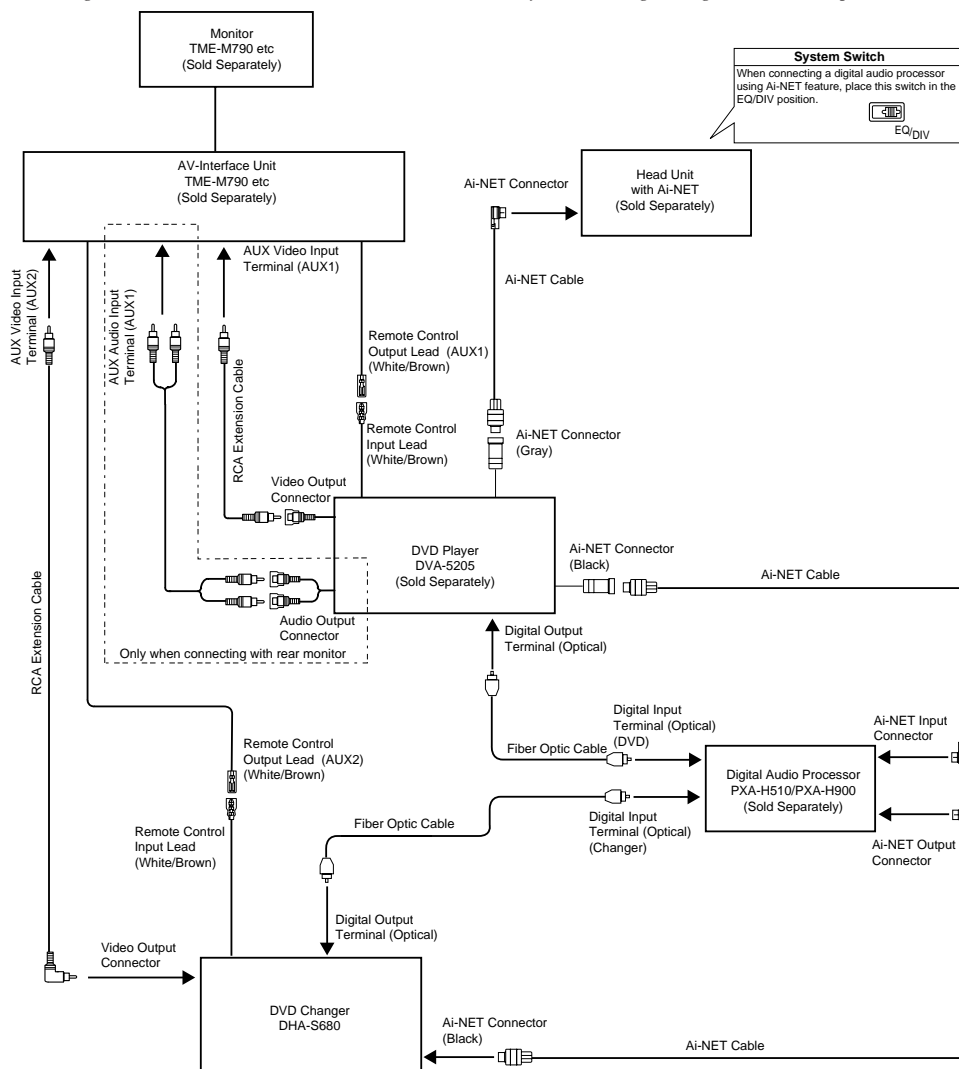 Monitor
TME-M790 etc
(Sold Separately)
System Switch
When connecting a digital audio processor
using Ai-NET feature, place this switch in the
EQ/DIV position.
EQ/DIV
AV-Interface Unit
TME-M790 etc
(Sold Separately)
Ai-NET Connector
Head Unit
with Ai-NET
(Sold Separately)
AUX Video Input
Terminal (AUX2)
AUX Audio Input
Terminal (AUX1)
AUX Video Input
Terminal (AUX1)
Ai-NET Cable
RCA Extension Cable
Remote Control
Output Lead (AUX1)
(White/Brown)
Remote Control
Input Lead
(White/Brown)
Ai-NET Connector
(Gray)
Video Output
Connector
DVD Player
DVA-5205
(Sold Separately)
Ai-NET Connector
(Black)
Ai-NET Cable
Audio Output
Connector
Only when connecting with rear monitor
Digital Output
Terminal (Optical)
RCA Extension Cable
Remote Control
Output Lead (AUX2)
(White/Brown)
Fiber Optic Cable
Digital Input
Terminal (Optical)
(DVD)
Ai-NET Input
Connector
Digital Audio Processor
PXA-H510/PXA-H900
(Sold Separately)
Remote Control
Input Lead
(White/Brown)
Fiber Optic Cable
Digital Input
Terminal (Optical)
(Changer)
Ai-NET Output
Connector
Digital Output
Terminal (Optical)
Video Output
Connector
DVD Changer
DHA-S680
Ai-NET Connector
(Black)
Ai-NET Cable